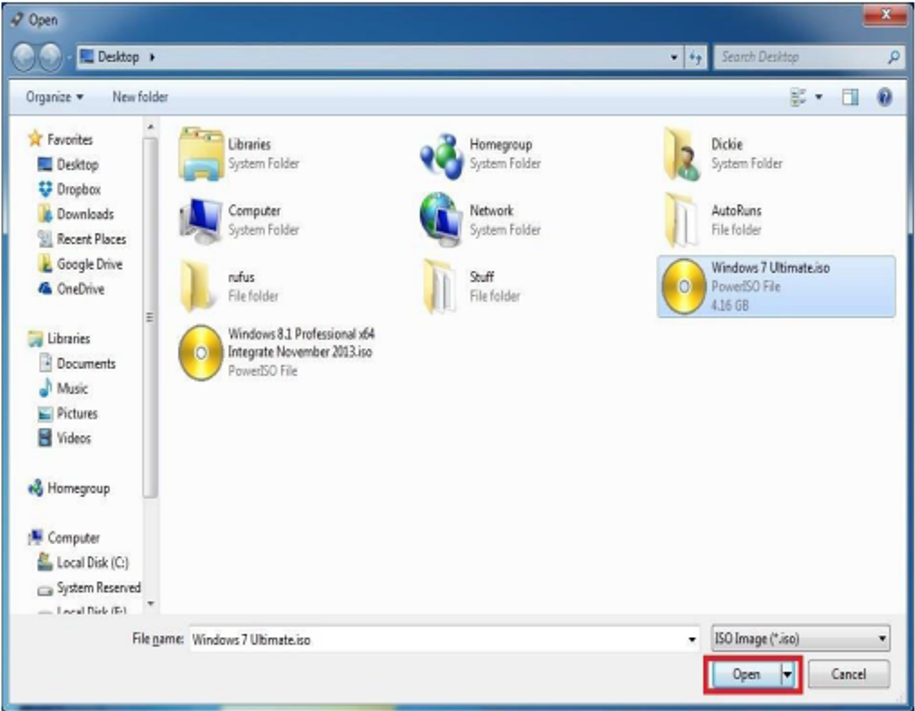 Open
Desktop
Search Desktop
Organize
New folder
Favorites
Desktop
Dropbox
Downloads
Recent Places
Google Drive
OneDrive
Libraries
Documents
Music
Pictures
Videos
Homegroup
Computer
Local Disk (C:)
System Reserved
Local Disk (F:)
Libraries
System Folder
Homegroup
System Folder
Dickie
System Folder
Computer
System Folder
Network
System Folder
AutoRuns
File folder
rufus
File folder
Stuff
File folder
Windows 7 Ultimate.iso
PowerISO File
4.16 GB
Windows 8.1 Professional x64
Integrate November 2013.iso
PowerISO File
File name: Windows 7 Ultimate.iso
ISO Image (*.iso)
Open
Cancel